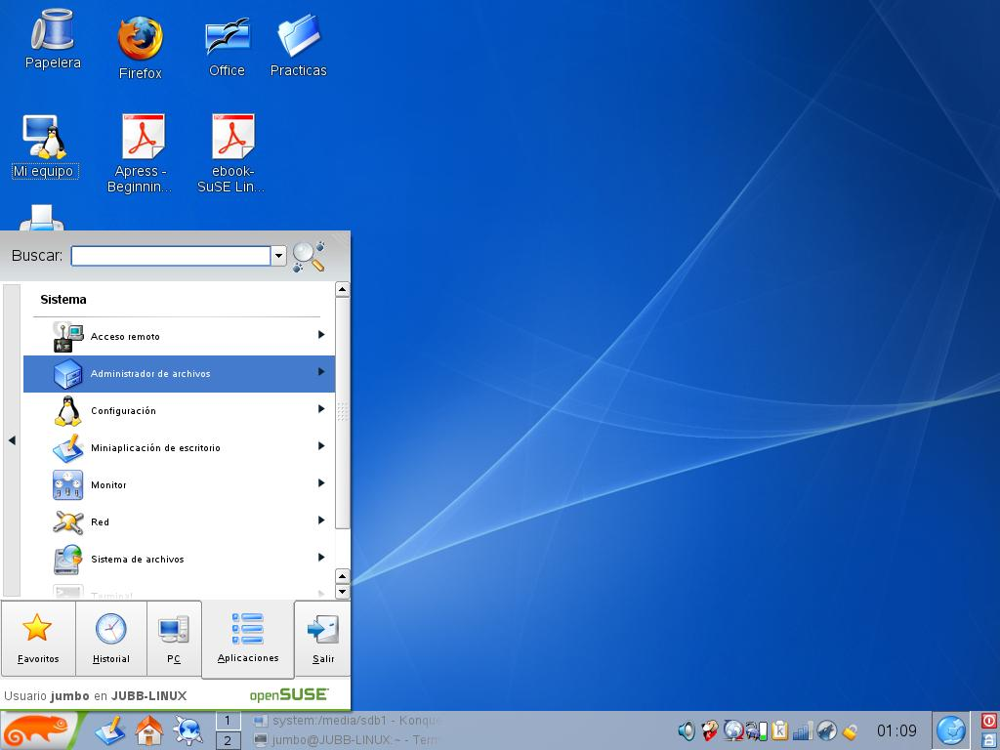 Papelera
Firefox
Office
Practicas
Mi equipo
Apress - Beginnin...
ebook- SuSE Lin...
Buscar:
Sistema
Acceso remoto
Administrador de archivos
Configuración
Miniaplicación de escritorio
Monitor
Red
Sistema de archivos
Terminal
Favoritos
Historial
PC
Aplicaciones
Salir
Usuario jumbo en JUBB-LINUX
openSUSE
1
2
system:/media/sdb1 - Konque
jumbo@JUBB-LINUX:~ - Term
01:09